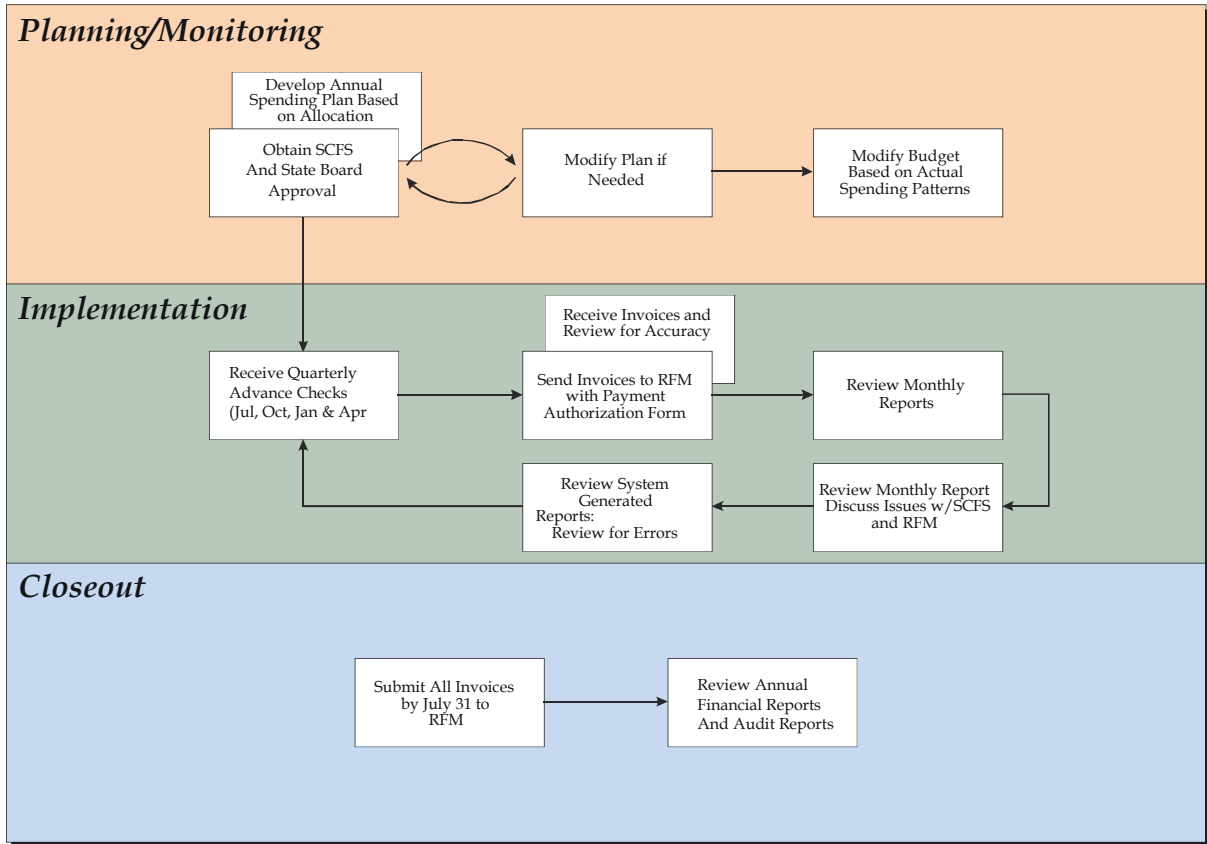 Planning/Monitoring
Develop Annual
Spending Plan Based
on Allocation
Obtain SCFS
And State Board
Approval
Modify Plan if
Needed
Modify Budget
Based on Actual
Spending Patterns
Implementation
Receive Invoices and
Review for Accuracy
Receive Quarterly
Advance Checks
(Jul, Oct, Jan & Apr
Send Invoices to RFM
with Payment
Authorization Form
Review Monthly
Reports
Review System
Generated
Reports:
Review for Errors
Review Monthly Report
Discuss Issues w/SCFS
and RFM
Closeout
Submit All Invoices
by July 31 to
RFM
Review Annual
Financial Reports
And Audit Reports